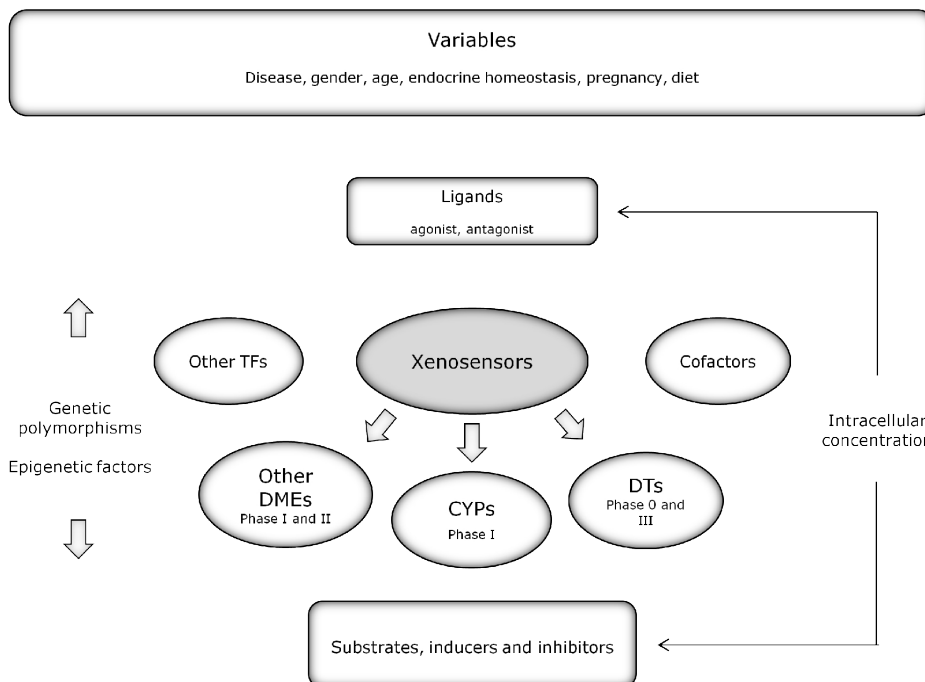 Variables
Disease, gender, age, endocrine homeostasis, pregnancy, diet
Ligands
agonist, antagonist
Other TFs
Xenosensors
Cofactors
Genetic
polymorphisms
Epigenetic factors
Intracellular
concentration
Other
DMEs
Phase I and II
CYPs
Phase I
DTs
Phase 0 and
III
Substrates, inducers and inhibitors